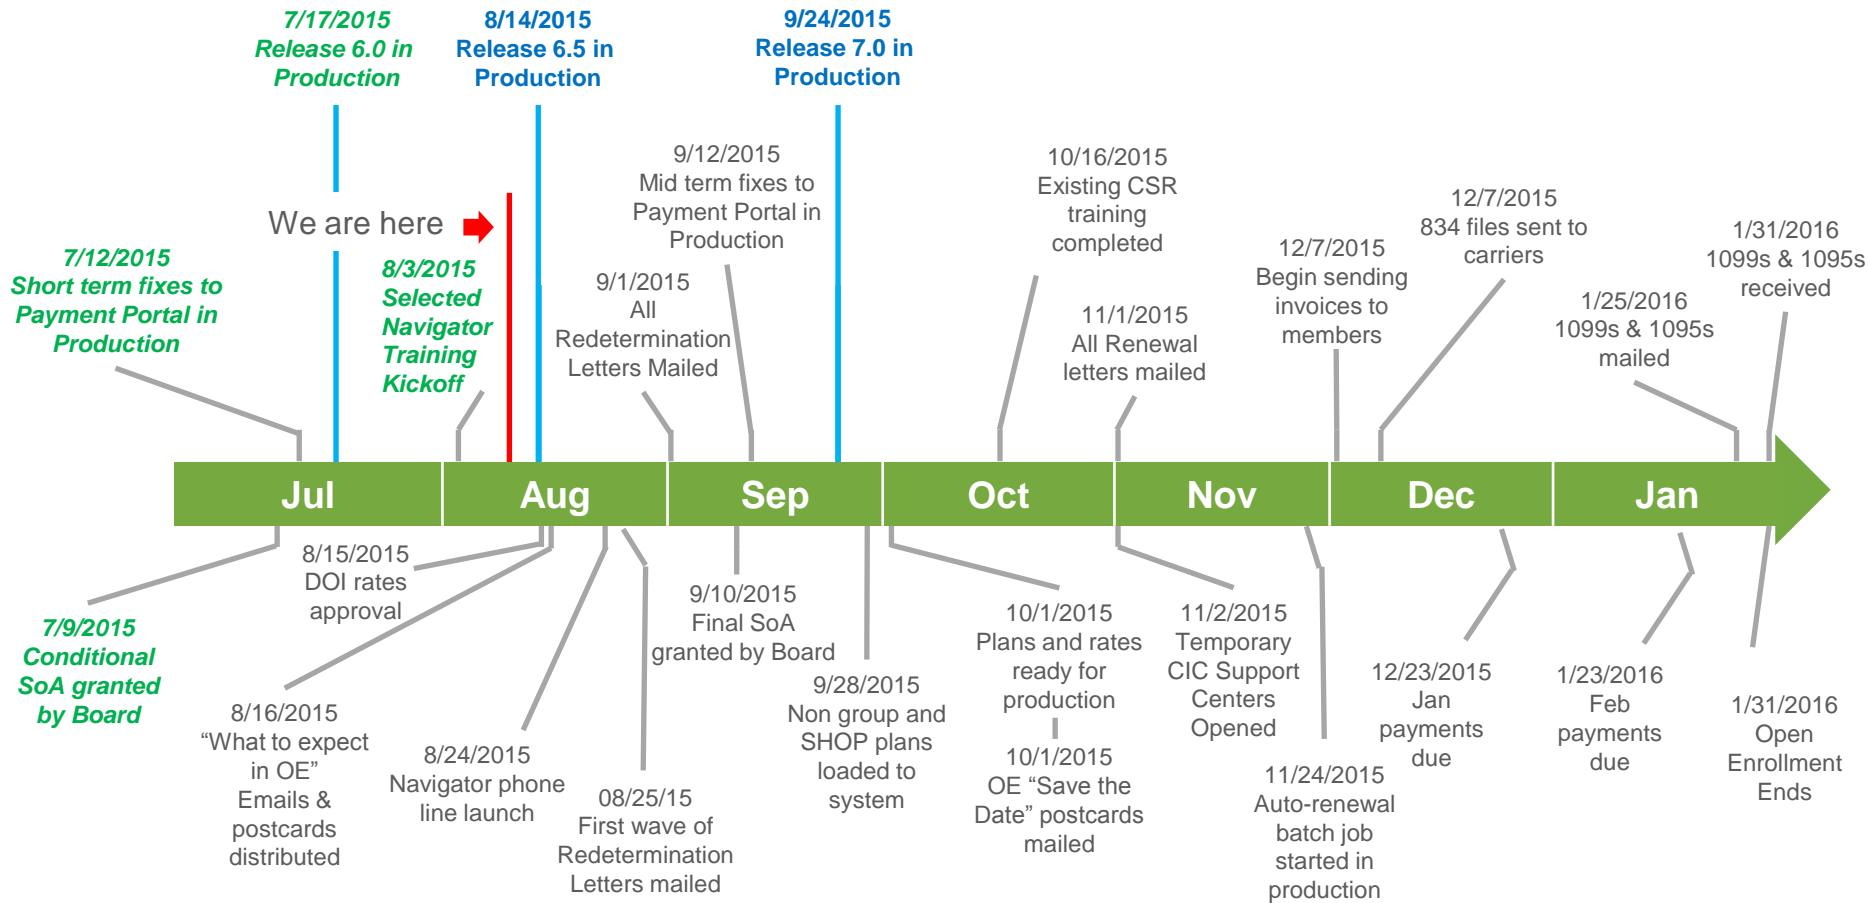 7/17/2015
Release 6.0 in
Production
8/14/2015
Release 6.5 in
Production
9/24/2015
Release 7.0 in
Production
We are here
7/12/2015
Short term fixes to
Payment Portal in
Production
8/3/2015
Selected
Navigator
Training
Kickoff
9/1/2015
All
Redetermination
Letters Mailed
9/12/2015
Mid term fixes to
Payment Portal in
Production
10/16/2015
Existing CSR
training
completed
11/1/2015
All Renewal
letters mailed
12/7/2015
Begin sending
invoices to
members
12/7/2015
834 files sent to
carriers
1/25/2016
1099s & 1095s
mailed
1/31/2016
1099s & 1095s
received
Jul
Aug
Sep
Oct
Nov
Dec
Jan
7/9/2015
Conditional
SoA granted
by Board
8/15/2015
DOI rates
approval
8/16/2015
“What to expect
in OE”
Emails &
postcards
distributed
8/24/2015
Navigator phone
line launch
08/25/15
First wave of
Redetermination
Letters mailed
9/10/2015
Final SoA
granted by Board
9/28/2015
Non group and
SHOP plans
loaded to
system
10/1/2015
Plans and rates
ready for
production
10/1/2015
OE “Save the
Date” postcards
mailed
11/2/2015
Temporary
CIC Support
Centers
Opened
11/24/2015
Auto-renewal
batch job
started in
production
12/23/2015
Jan
payments
due
1/23/2016
Feb
payments
due
1/31/2016
Open
Enrollment
Ends